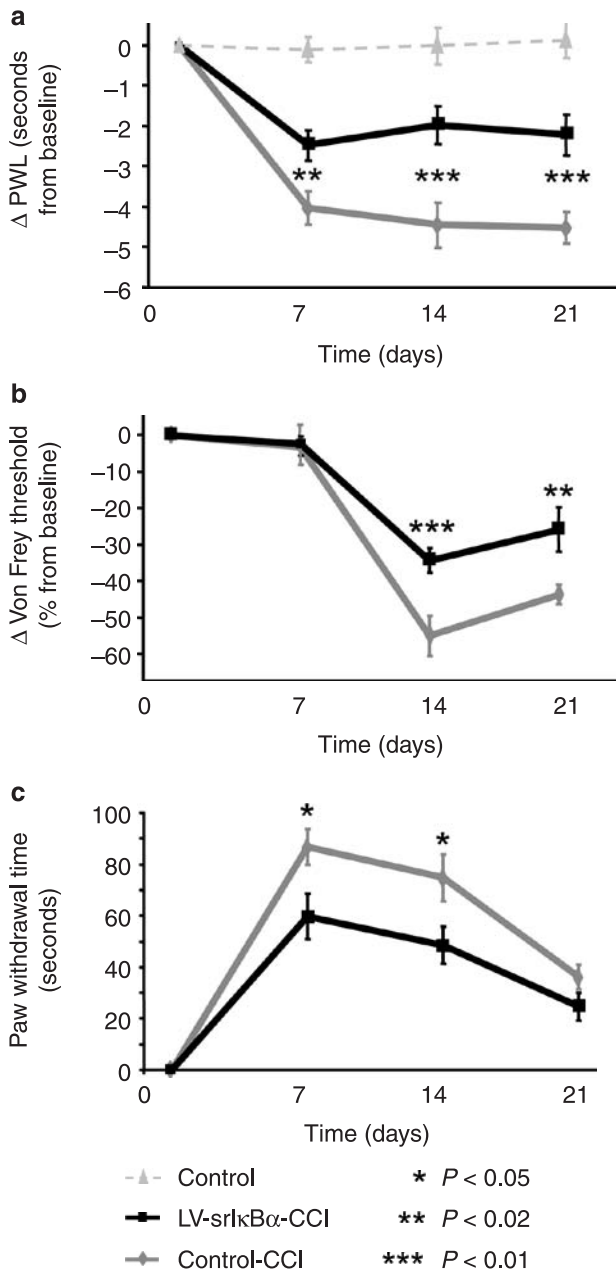 a
Δ PWL (seconds
from baseline)
0
–1
–2
–3
–4
–5
–6
** *** ***
0 7 14 21
Time (days)
b
Δ Von Frey threshold
(% from baseline)
0
–10
–20
–30
–40
–50
–60
*** **
0 7 14 21
Time (days)
c
Paw withdrawal time
(seconds)
100
80
60
40
20
0
* *
0 7 14 21
Time (days)
Control * P < 0.05
LV-srIκBα-CCI ** P < 0.02
Control-CCI *** P < 0.01